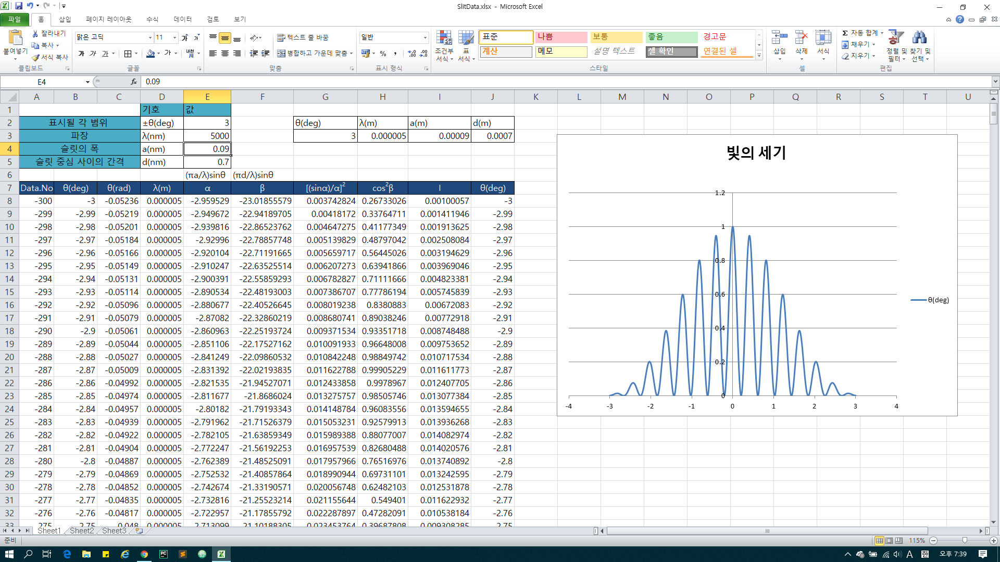 SlitData.xlsx - Microsoft Excel
파일 홈 삽입 페이지 레이아웃 수식 데이터 검토 보기
붙여넣기 잘라내기 복사 서식 복사 클립보드
맑은 고딕 11 가 가 가 글꼴
텍스트 줄 바꿈
병합하고 가운데 맞춤
맞춤
일반 % , 표시 형식
조건부 서식 표 서식
표준 나쁨 보통 좋음 경고문
계산 메모 설명 텍스트 셀 확인 연결된 셀
스타일
삽입 삭제 서식 셀
Σ 자동 합계 채우기 지우기 정렬 및 필터 찾기 및 선택 편집
E4 fx 0.09
A B C D E F G H I J K L M N O P Q R S T U
1 기호 값
2 표시될 각 범위 ±θ(deg) 3 θ(deg) λ(m) a(m) d(m)
3 파장 λ(nm) 5000 3 0.000005 0.00009 0.0007
4 슬릿의 폭 a(nm) 0.09
5 슬릿 중심 사이의 간격 d(nm) 0.7
6 (πa/λ)sinθ (πd/λ)sinθ
7 Data.No θ(deg) θ(rad) λ(m) α β [(sinα)/α]² cos²β I θ(deg)
8 -300 -3 -0.05236 0.000005 -2.959529 -23.01855579 0.003742824 0.26733026 0.00100057 -3
9 -299 -2.99 -0.05219 0.000005 -2.949672 -22.94189705 0.00418172 0.33764711 0.001411946 -2.99
10 -298 -2.98 -0.05201 0.000005 -2.939816 -22.86523762 0.004647275 0.41177349 0.001913625 -2.98
11 -297 -2.97 -0.05184 0.000005 -2.92996 -22.78857748 0.005139829 0.48797042 0.002508084 -2.97
12 -296 -2.96 -0.05166 0.000005 -2.920104 -22.71191665 0.005659717 0.56445026 0.003194629 -2.96
13 -295 -2.95 -0.05149 0.000005 -2.910247 -22.63525514 0.006207273 0.63941866 0.003969046 -2.95
14 -294 -2.94 -0.05131 0.000005 -2.900391 -22.55859293 0.006782827 0.71111666 0.004823381 -2.94
15 -293 -2.93 -0.05114 0.000005 -2.890534 -22.48193003 0.007386707 0.77786194 0.005745839 -2.93
16 -292 -2.92 -0.05096 0.000005 -2.880677 -22.40526645 0.008019238 0.8380883 0.00672083 -2.92
17 -291 -2.91 -0.05079 0.000005 -2.87082 -22.32860219 0.008680741 0.89038246 0.00772918 -2.91
18 -290 -2.9 -0.05061 0.000005 -2.860963 -22.25193724 0.009371534 0.93351718 0.008748488 -2.9
19 -289 -2.89 -0.05044 0.000005 -2.851106 -22.17527162 0.010091933 0.96648008 0.009753652 -2.89
20 -288 -2.88 -0.05027 0.000005 -2.841249 -22.09860532 0.010842248 0.98849742 0.010717534 -2.88
21 -287 -2.87 -0.05009 0.000005 -2.831392 -22.02193835 0.011622788 0.99905229 0.011611773 -2.87
22 -286 -2.86 -0.04992 0.000005 -2.821535 -21.94527071 0.012433858 0.9978967 0.012407705 -2.86
23 -285 -2.85 -0.04974 0.000005 -2.811677 -21.8686024 0.013275757 0.98505746 0.013077384 -2.85
24 -284 -2.84 -0.04957 0.000005 -2.80182 -21.79193343 0.014148784 0.96083556 0.013594655 -2.84
25 -283 -2.83 -0.04939 0.000005 -2.791962 -21.71526379 0.015053231 0.92579913 0.013936268 -2.83
26 -282 -2.82 -0.04922 0.000005 -2.782105 -21.63859349 0.015989388 0.88077007 0.014082974 -2.82
27 -281 -2.81 -0.04904 0.000005 -2.772247 -21.56192253 0.016957539 0.82680488 0.014020576 -2.81
28 -280 -2.8 -0.04887 0.000005 -2.762389 -21.48525091 0.017957966 0.76516976 0.013740892 -2.8
29 -279 -2.79 -0.04869 0.000005 -2.752532 -21.40857864 0.018990944 0.69731101 0.013242595 -2.79
30 -278 -2.78 -0.04852 0.000005 -2.742674 -21.33190571 0.020056748 0.62482103 0.012531878 -2.78
31 -277 -2.77 -0.04835 0.000005 -2.732816 -21.25523214 0.021155644 0.549401 0.011622932 -2.77
32 -276 -2.76 -0.04817 0.000005 -2.722957 -21.17855792 0.022287897 0.47282091 0.010538184 -2.76
33 -275 -2.75 -0.048 0.000005 -2.713099 -21.10188305 0.023453764 0.39687808 0.009308285 -2.75
빛의 세기
1.2
1
0.8
0.6
0.4
0.2
0
-4 -3 -2 -1 0 1 2 3 4
θ(deg)
Sheet1 Sheet2 Sheet3
준비 115%
A 한 오후 7:39